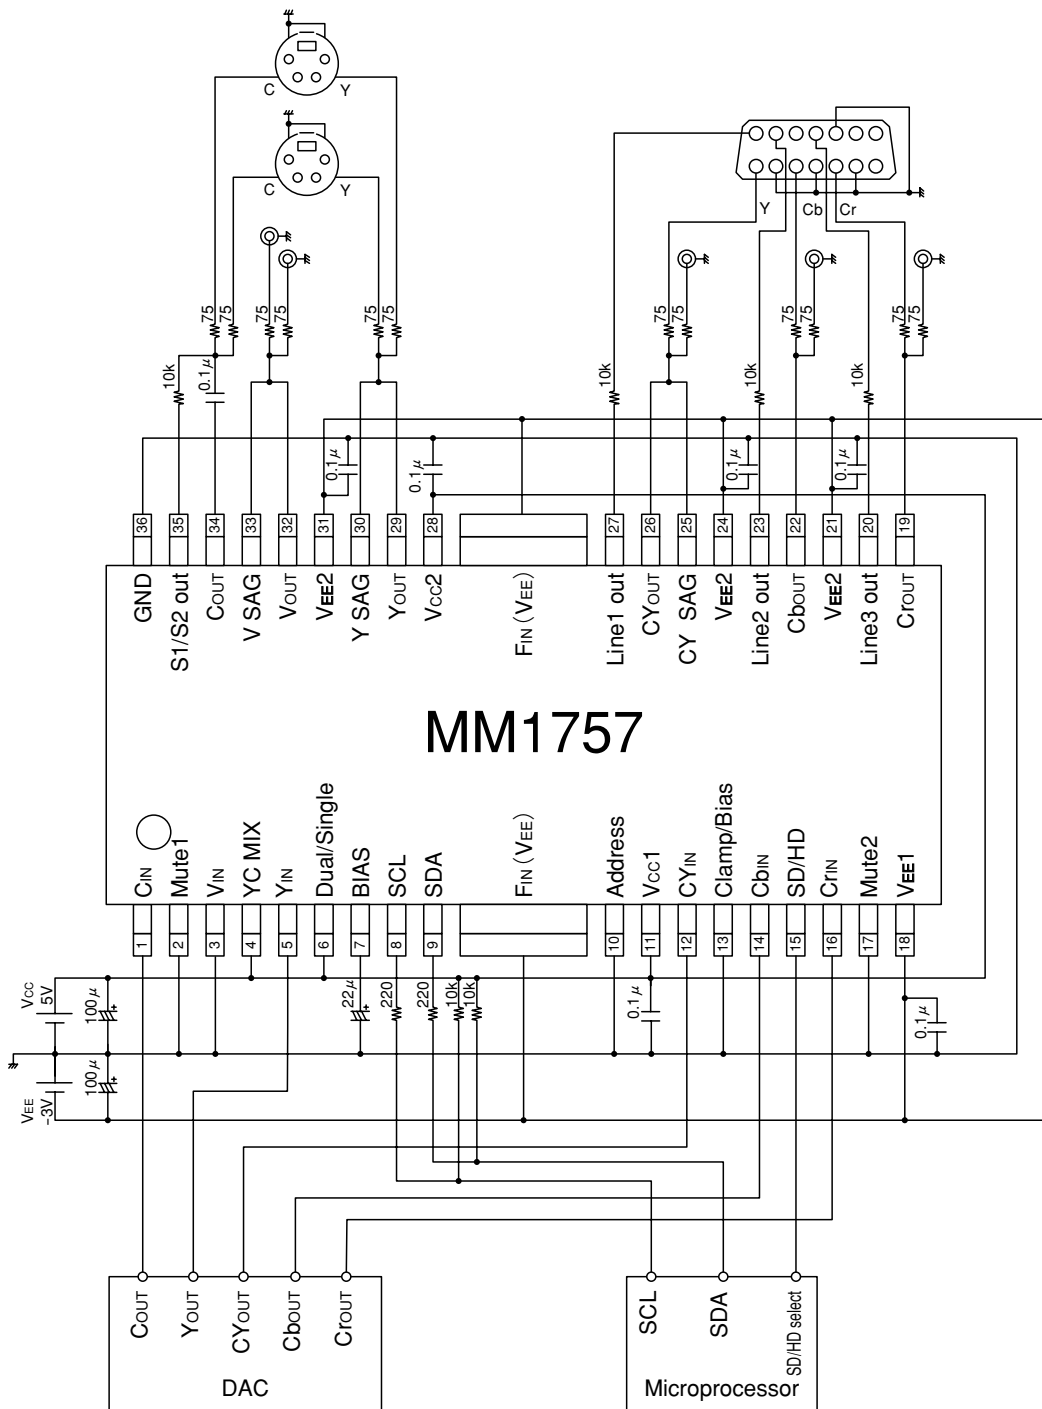 C Y
C Y
Y Cb Cr
75 75 75 75 75 75 75 75 75 75 75 75
10k 0.1μ 10k 10k 10k
0.1μ 0.1μ 0.1μ 0.1μ
36 35 34 33 32 31 30 29 28 27 26 25 24 23 22 21 20 19
GND
S1/S2 out
COUT
V SAG
VOUT
VEE2
Y SAG
YOUT
VCC2
FIN (VEE)
Line1 out
CYOUT
CY SAG
VEE2
Line2 out
CbOUT
VEE2
Line3 out
CrOUT
MM1757
CIN
Mute1
VIN
YC MIX
YIN
Dual/Single
BIAS
SCL
SDA
FIN (VEE)
Address
VCC1
CYIN
Clamp/Bias
CbIN
SD/HD
CrIN
Mute2
VEE1
1 2 3 4 5 6 7 8 9 10 11 12 13 14 15 16 17 18
VCC
5V
100μ
+
22μ
+
220
220
10k
10k
0.1μ
0.1μ
VEE
-3V
100μ
+
COUT
YOUT
CYOUT
CbOUT
CrOUT
DAC
SCL
SDA
SD/HD select
Microprocessor